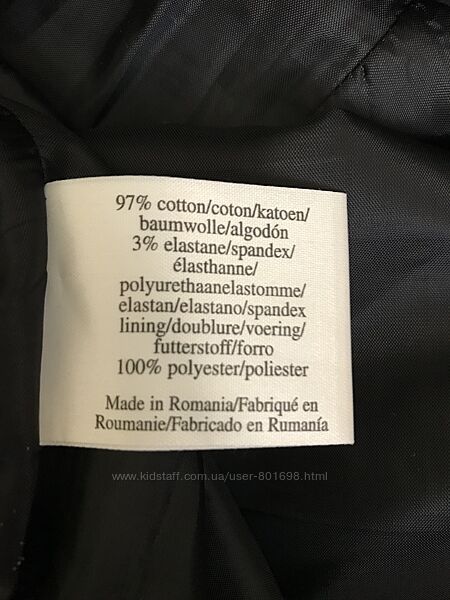 97% cotton/coton/katoen/
baumwolle/algodón
3% elastane/spandex/
élasthanne/
polyurethaanelastomme/
elastan/elastano/spandex
lining/doublure/voering/
futterstoff/forro
100% polyester/poliester
Made in Romania/Fabriqué en
Roumanie/Fabricado en Rumanía
www.kidstaff.com.ua/user-801698.html